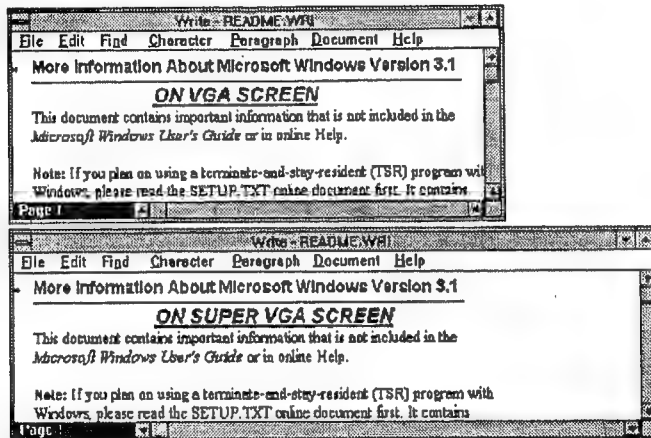 Write - README.WRI
File Edit Find Character Paragraph Document Help
More Information About Microsoft Windows Version 3.1
ON VGA SCREEN
This document contains important information that is not included in the
Microsoft Windows User's Guide or in online Help.
Note: If you plan on using a terminate-and-stay-resident (TSR) program wit
Windows, please read the SETUP.TXT online document first. It contains
Page 1
Write - README.WRI
File Edit Find Character Paragraph Document Help
More Information About Microsoft Windows Version 3.1
ON SUPER VGA SCREEN
This document contains important information that is not included in the
Microsoft Windows User's Guide or in online Help.
Note: If you plan on using a terminate-and-stay-resident (TSR) program with
Windows, please read the SETUP.TXT online document first. It contains
Page 1